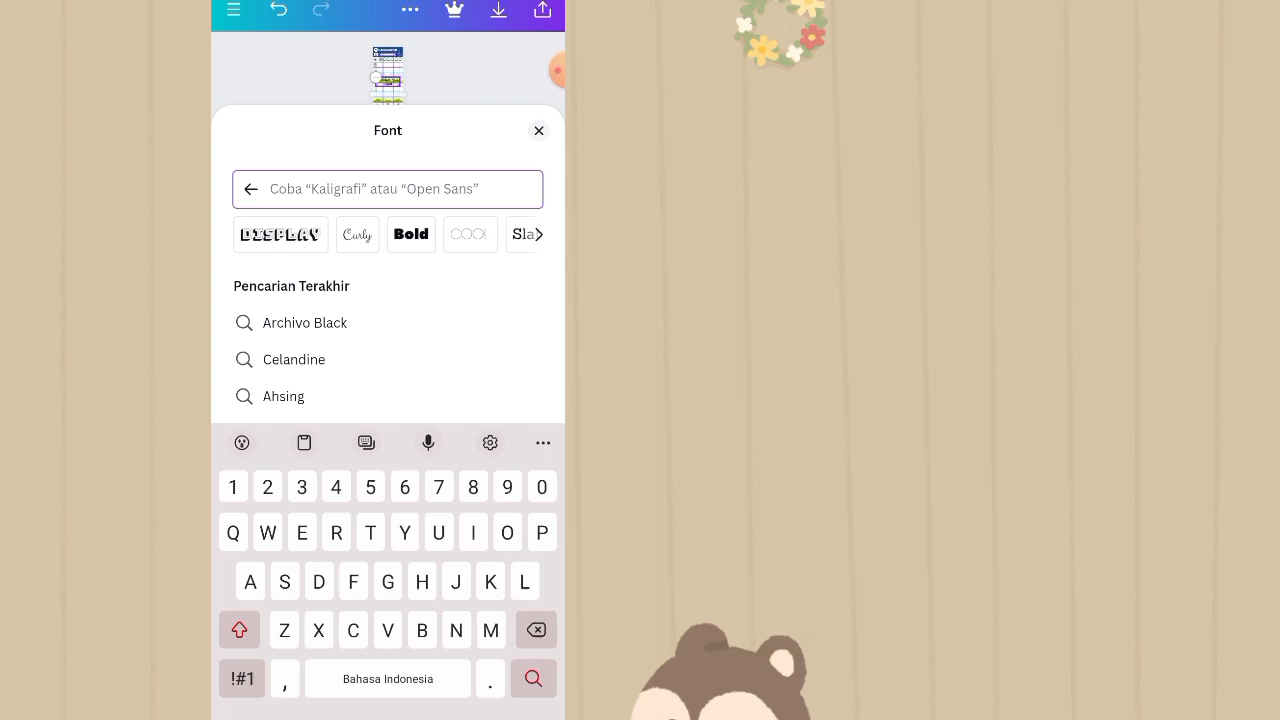 Font
Coba “Kaligrafi” atau “Open Sans”
DISPLAY Curly Bold
Pencarian Terakhir
Archivo Black
Celandine
Ahsing
1 2 3 4 5 6 7 8 9 0
Q W E R T Y U I O P
A S D F G H J K L
Z X C V B N M
!#1 , Bahasa Indonesia .